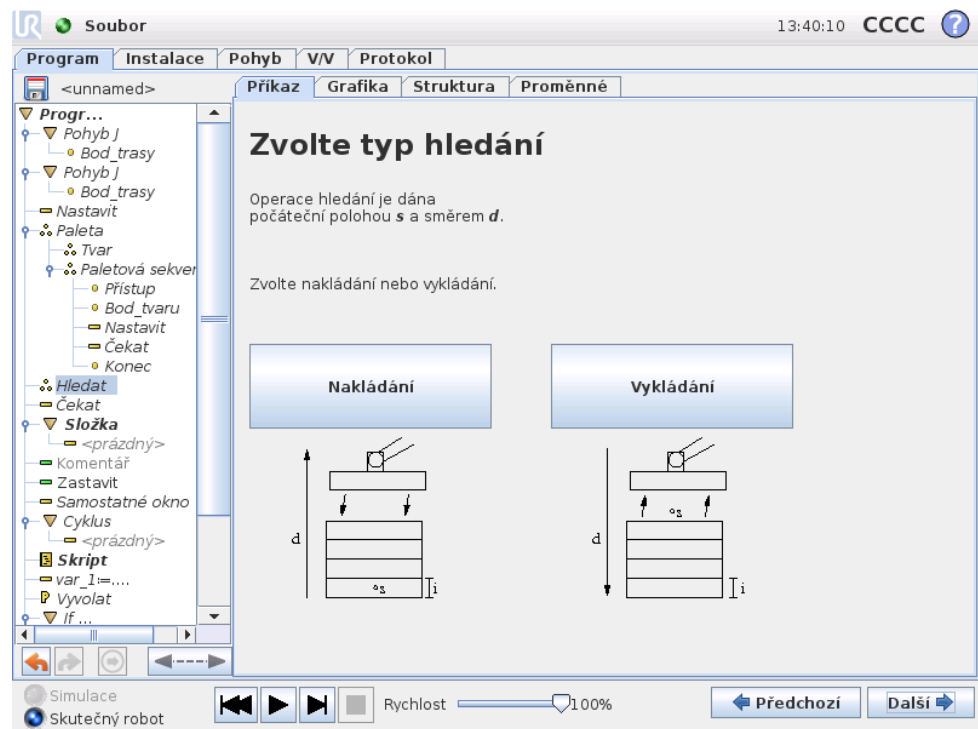 UR Soubor 13:40:10 CCCC ?
Program Instalace Pohyb V/V Protokol
<unnamed>
Příkaz Grafika Struktura Proměnné
Progr...
Pohyb J
Bod_trasy
Pohyb J
Bod_trasy
Nastavit
Paleta
Tvar
Paletová sekver
Přístup
Bod_tvaru
Nastavit
Čekat
Konec
Hledat
Čekat
Složka
<prázdný>
Komentář
Zastavit
Samostatné okno
Cyklus
<prázdný>
Skript
var_1:=....
Vyvolat
If ...
Zvolte typ hledání
Operace hledání je dána
počáteční polohou s a směrem d.
Zvolte nakládání nebo vykládání.
Nakládání Vykládání
d s i
d s i
Simulace
Skutečný robot
Rychlost 100%
Předchozí Další